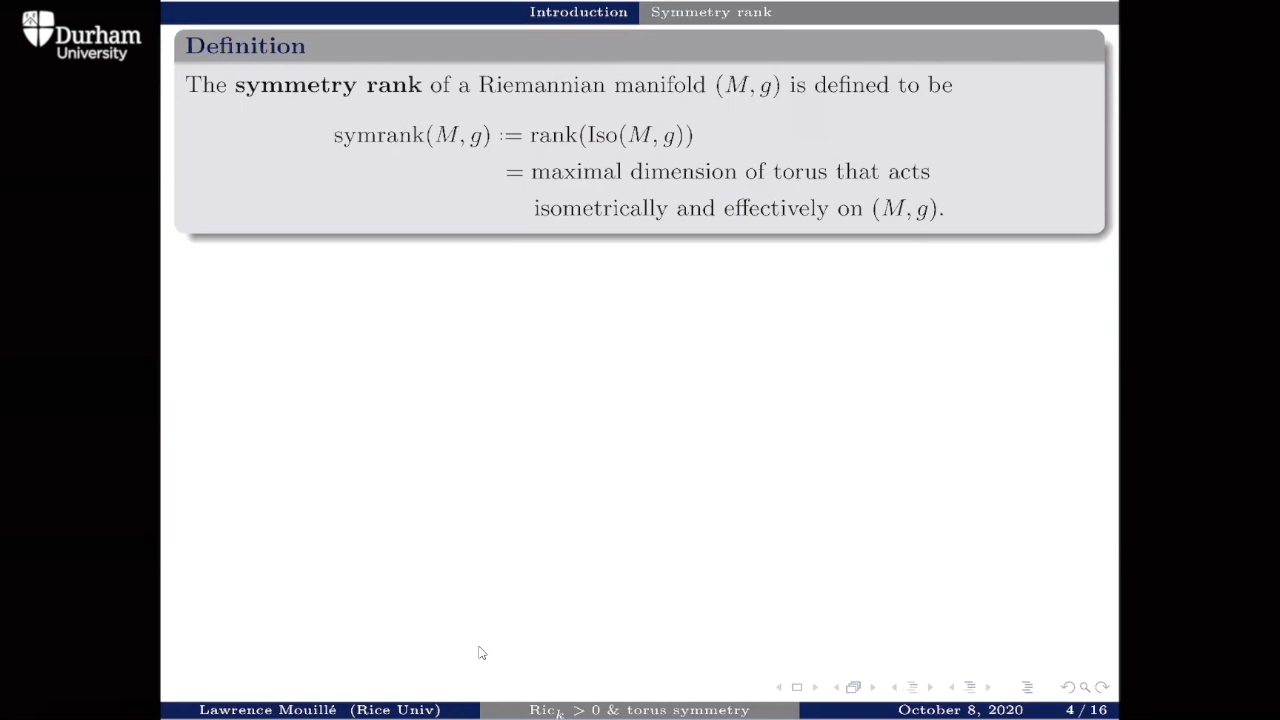 Durham
University
Introduction Symmetry rank
Definition
The symmetry rank of a Riemannian manifold (M, g) is defined to be
symrank(M, g) := rank(Iso(M, g))
= maximal dimension of torus that acts
isometrically and effectively on (M, g).
Lawrence Mouillé (Rice Univ) Ric_k > 0 & torus symmetry October 8, 2020 4 / 16